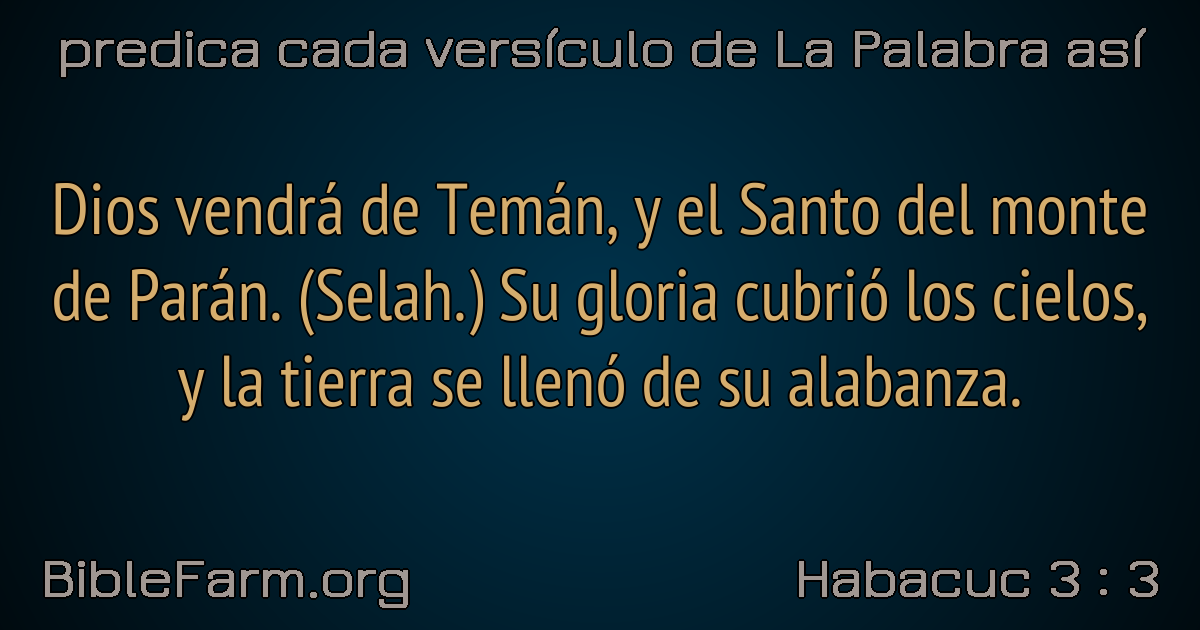 predica cada versículo de La Palabra así
Dios vendrá de Temán, y el Santo del monte
de Parán. (Selah.) Su gloria cubrió los cielos,
y la tierra se llenó de su alabanza.
BibleFarm.org
Habacuc 3 : 3